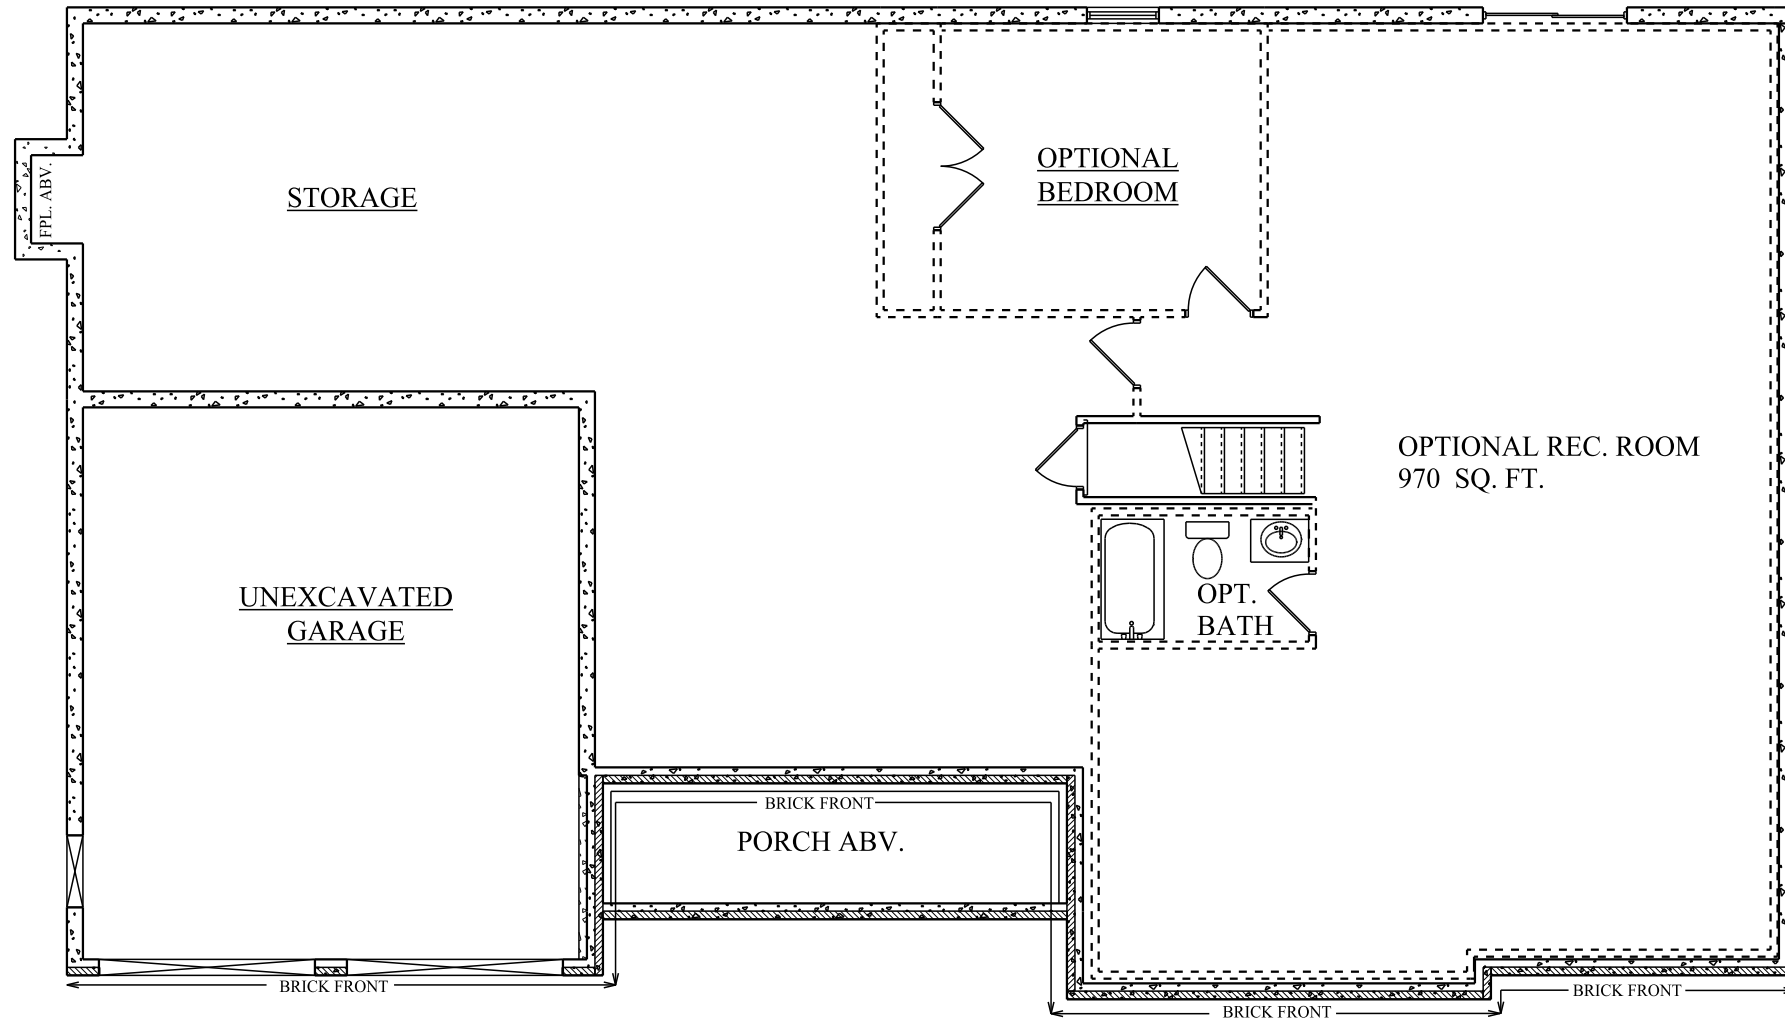 OPTIONAL
BEDROOM
STORAGE
FPL. ABV.
OPTIONAL REC. ROOM
970 SQ. FT.
UNEXCAVATED
GARAGE
OPT.
BATH
BRICK FRONT
PORCH ABV.
BRICK FRONT
BRICK FRONT
BRICK FRONT